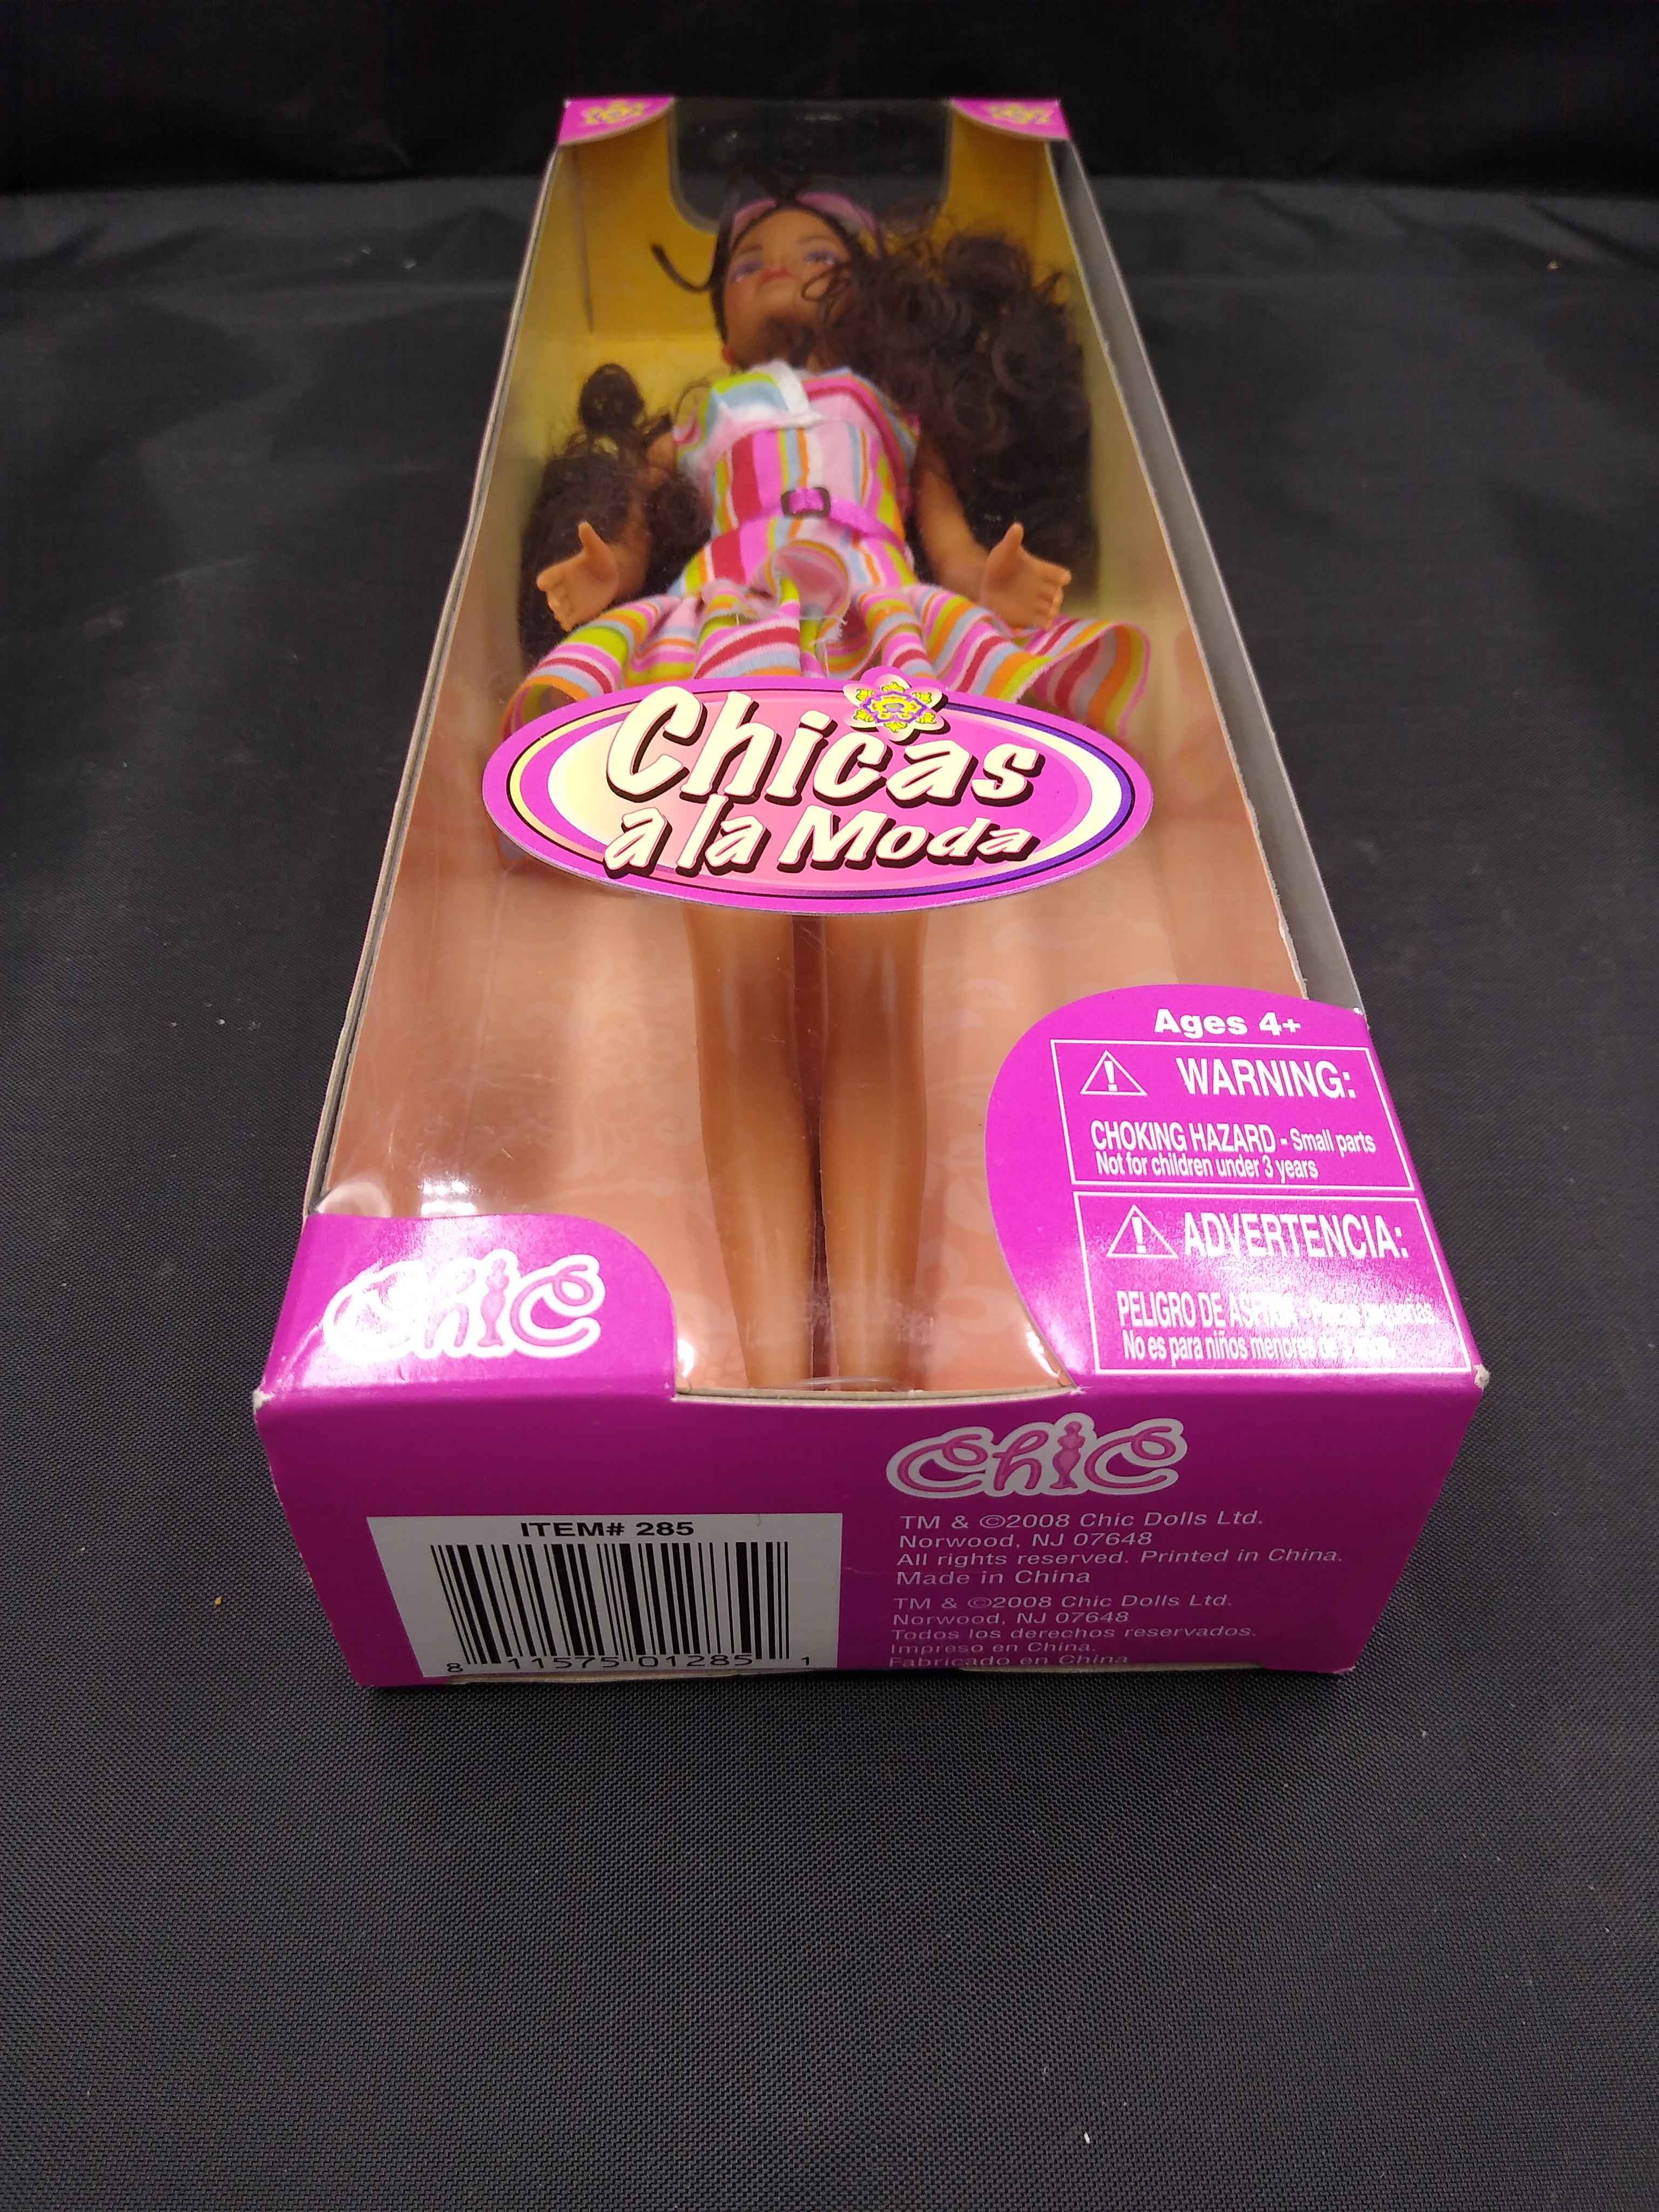 Chicas
a la Moda
Ages 4+
WARNING:
CHOKING HAZARD - Small parts
Not for children under 3 years
ADVERTENCIA:
PELIGRO DE ASFIXIA - Piezas pequeñas
No es para niños menores de
Chic
Chic
ITEM# 285
8 11575 01285 1
TM & ©2008 Chic Dolls Ltd.
Norwood, NJ 07648
All rights reserved. Printed in China.
Made in China
TM & ©2008 Chic Dolls Ltd.
Norwood, NJ 07648
Todos los derechos reservados.
Impreso en China.
Fabricado en China